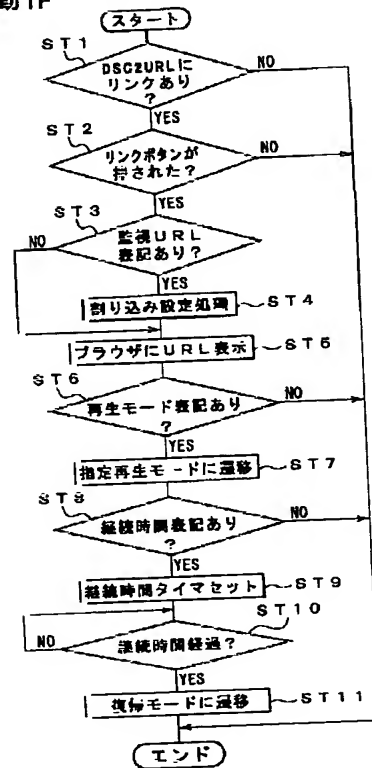 動作
スタート
ST1
DSC2URLに
リンクあり
?
NO
YES
ST2
リンクボタンが
押された?
NO
YES
ST3
監視URL
表記あり?
NO
YES
割り込み設定処理
ST4
ブラウザにURL表示
ST5
ST6
再生モード表記あり
?
NO
YES
指定再生モードに遷移
ST7
ST8
継続時間表記あり
?
NO
YES
継続時間タイマセット
ST9
ST10
継続時間経過?
NO
YES
復帰モードに遷移
ST11
エンド